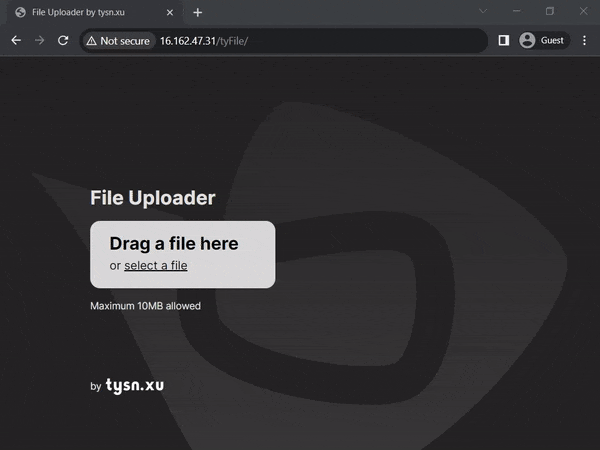 File Uploader by tysn.xu
Not secure 16.162.47.31/tyFile/ Guest
File Uploader
Drag a file here
or select a file
Maximum 10MB allowed
by tysn.xu